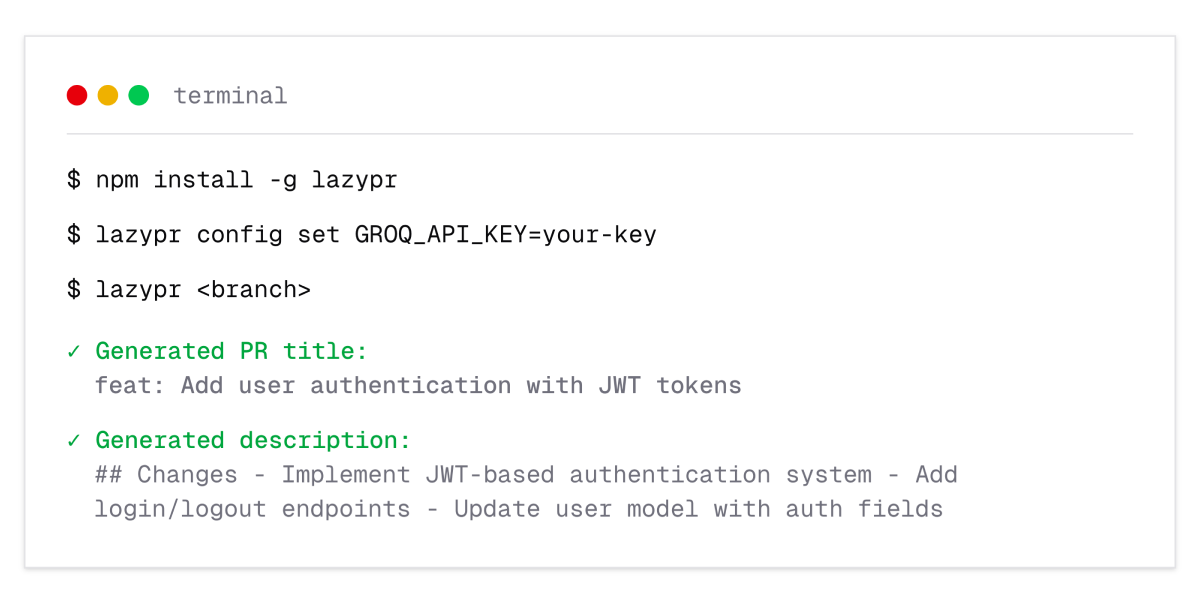 terminal
$ npm install -g lazypr
$ lazypr config set GROQ_API_KEY=your-key
$ lazypr <branch>
✓ Generated PR title:
feat: Add user authentication with JWT tokens
✓ Generated description:
## Changes - Implement JWT-based authentication system - Add
login/logout endpoints - Update user model with auth fields